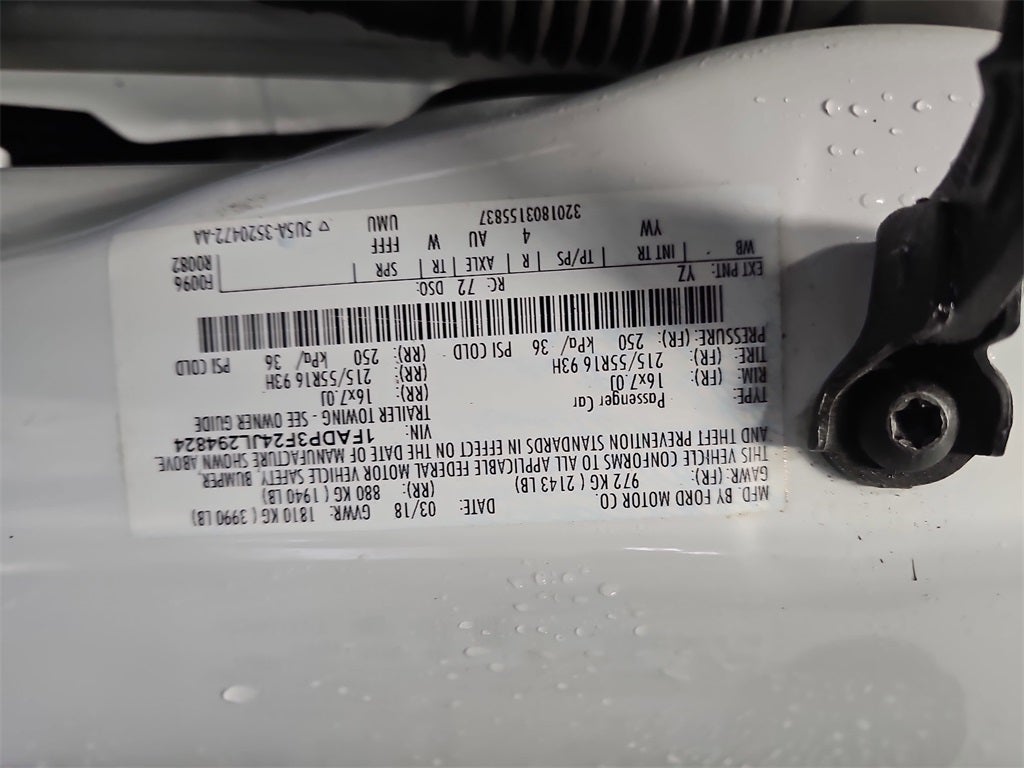 MFD. BY FORD MOTOR CO. DATE: 03/18 GVWR: 1810 KG ( 3990 LB)
GAWR: (FR): 972 KG ( 2143 LB) (RR): 880 KG ( 1940 LB)
THIS VEHICLE CONFORMS TO ALL APPLICABLE FEDERAL MOTOR VEHICLE SAFETY, BUMPER,
AND THEFT PREVENTION STANDARDS IN EFFECT ON THE DATE OF MANUFACTURE SHOWN ABOVE.
VIN: 1FADP3F24JL294824
TYPE: Passenger Car TRAILER TOWING - SEE OWNER GUIDE
RIM: (FR): 16x7.0J (RR): 16x7.0J
TIRE: (FR): 215/55R16 93H (RR): 215/55R16 93H
PRESSURE: (FR): 250 kPa/ 36 PSI COLD (RR): 250 kPa/ 36 PSI COLD
EXT PNT: YZ RC: 72 DSO: F0096
R0082
WB INT TR TP/PS R AXLE TR SPR
YW 4 AU W FFFF
UMU
3201803155837 ▽ 5U5A-3520472-AA